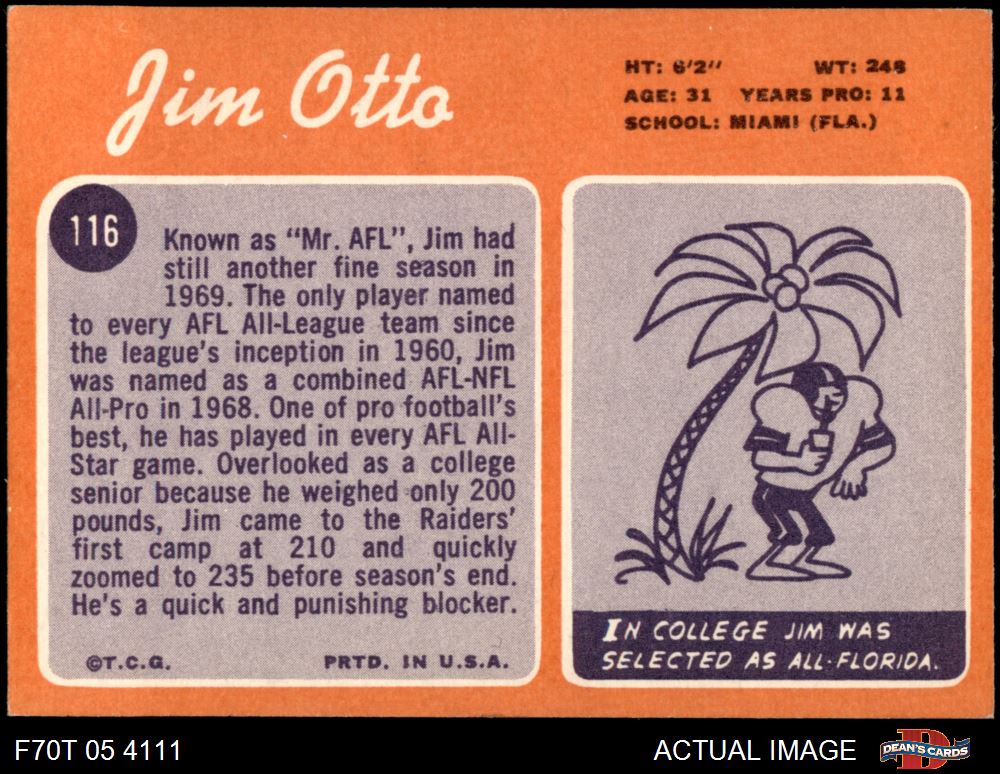 Jim Otto
HT: 6'2" WT: 248
AGE: 31 YEARS PRO: 11
SCHOOL: MIAMI (FLA.)
116
Known as "Mr. AFL", Jim had
still another fine season in
1969. The only player named
to every AFL All-League team since
the league's inception in 1960, Jim
was named as a combined AFL-NFL
All-Pro in 1968. One of pro football's
best, he has played in every AFL All-
Star game. Overlooked as a college
senior because he weighed only 200
pounds, Jim came to the Raiders'
first camp at 210 and quickly
zoomed to 235 before season's end.
He's a quick and punishing blocker.
©T.C.G. PRTD. IN U.S.A.
IN COLLEGE JIM WAS
SELECTED AS ALL-FLORIDA.
F70T 05 4111 ACTUAL IMAGE DEAN'S CARDS